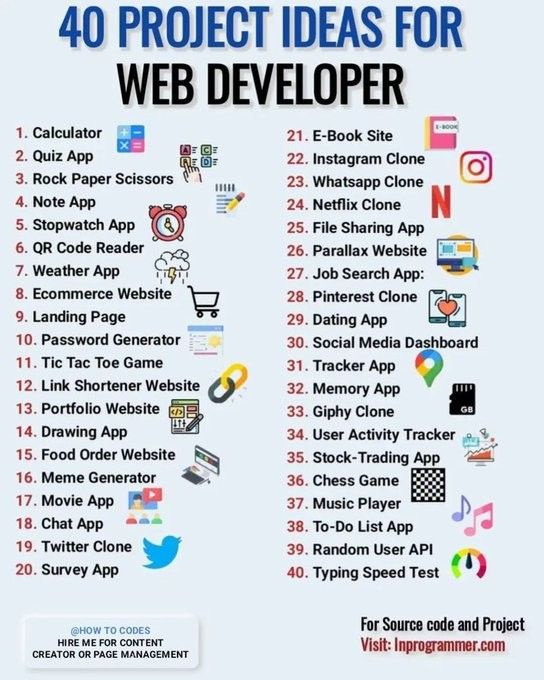 40 PROJECT IDEAS FOR
WEB DEVELOPER
1. Calculator
2. Quiz App
3. Rock Paper Scissors
4. Note App
5. Stopwatch App
6. QR Code Reader
7. Weather App
8. Ecommerce Website
9. Landing Page
10. Password Generator
11. Tic Tac Toe Game
12. Link Shortener Website
13. Portfolio Website
14. Drawing App
15. Food Order Website
16. Meme Generator
17. Movie App
18. Chat App
19. Twitter Clone
20. Survey App
21. E-Book Site
E-BOOK
22. Instagram Clone
23. Whatsapp Clone
24. Netflix Clone
N
25. File Sharing App
26. Parallax Website
27. Job Search App:
28. Pinterest Clone
29. Dating App
30. Social Media Dashboard
31. Tracker App
32. Memory App
GB
33. Giphy Clone
34. User Activity Tracker
35. Stock-Trading App
36. Chess Game
37. Music Player
38. To-Do List App
39. Random User API
40. Typing Speed Test
@HOW TO CODES
HIRE ME FOR CONTENT
CREATOR OR PAGE MANAGEMENT
For Source code and Project
Visit: Inprogrammer.com